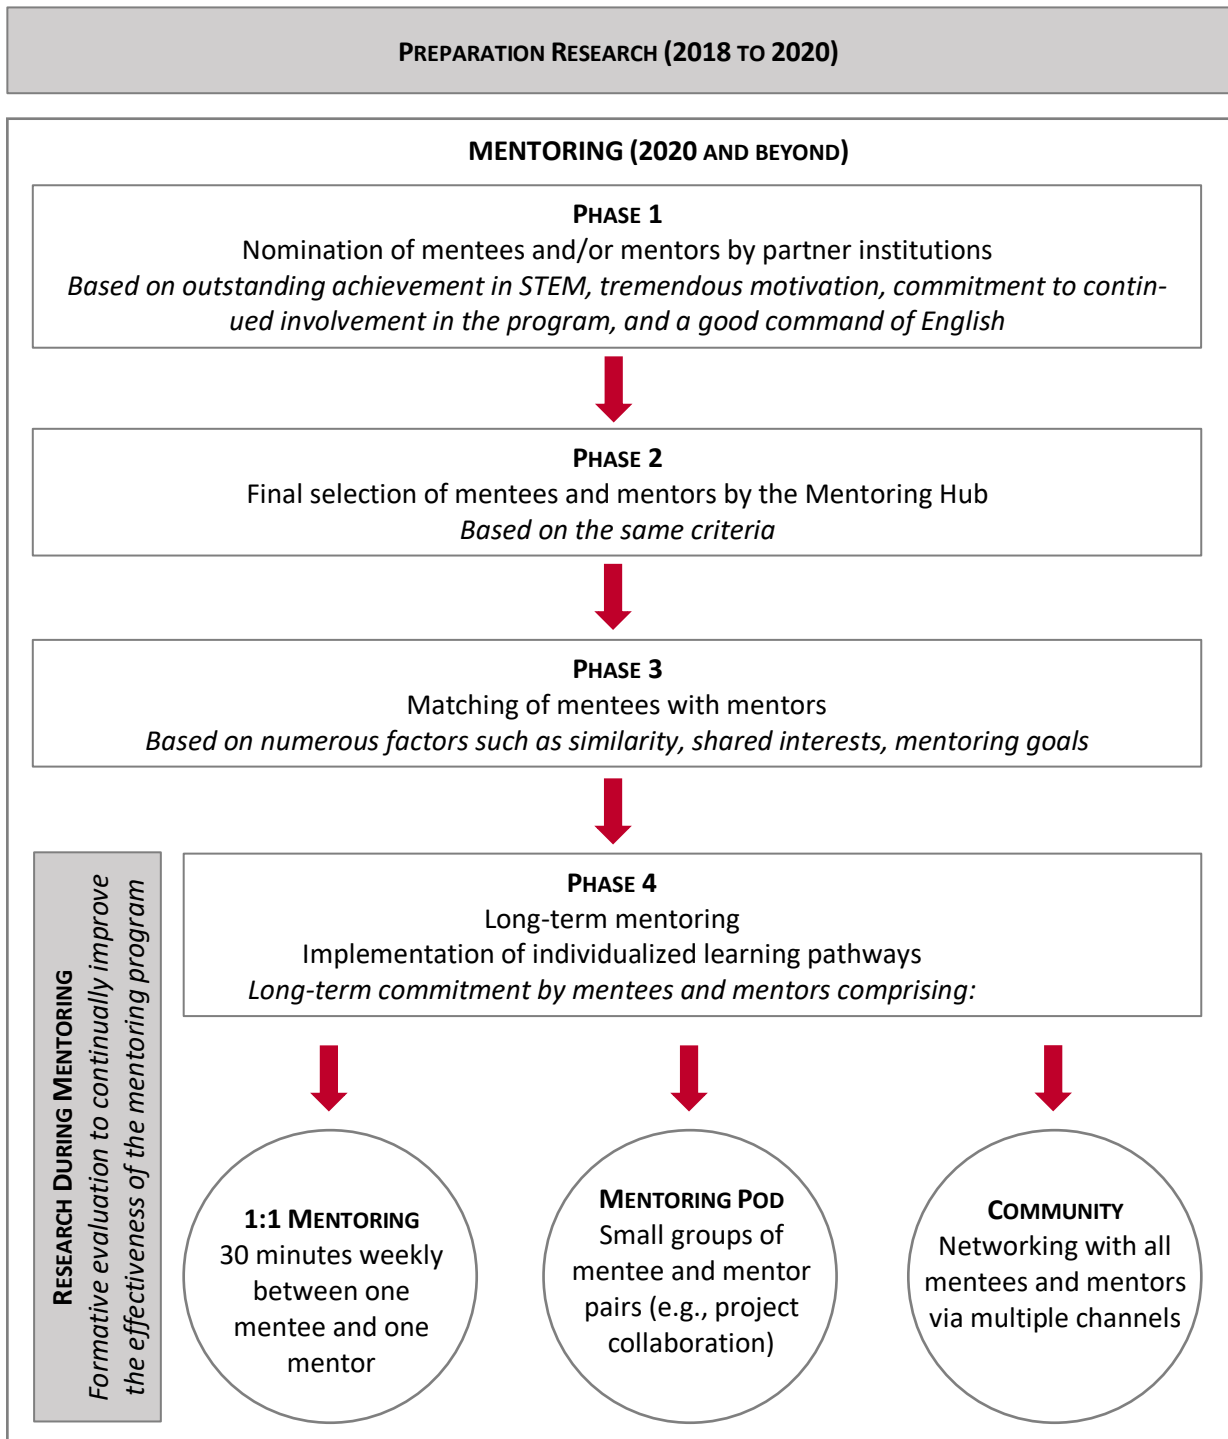 PREPARATION RESEARCH (2018 TO 2020)
MENTORING (2020 AND BEYOND)
PHASE 1
Nomination of mentees and/or mentors by partner institutions
Based on outstanding achievement in STEM, tremendous motivation, commitment to contin-
ued involvement in the program, and a good command of English
PHASE 2
Final selection of mentees and mentors by the Mentoring Hub
Based on the same criteria
PHASE 3
Matching of mentees with mentors
Based on numerous factors such as similarity, shared interests, mentoring goals
PHASE 4
Long-term mentoring
Implementation of individualized learning pathways
Long-term commitment by mentees and mentors comprising:
RESEARCH DURING MENTORING
Formative evaluation to continually improve
the effectiveness of the mentoring program
1:1 MENTORING
30 minutes weekly
between one
mentee and one
mentor
MENTORING POD
Small groups of
mentee and mentor
pairs (e.g., project
collaboration)
COMMUNITY
Networking with all
mentees and mentors
via multiple channels